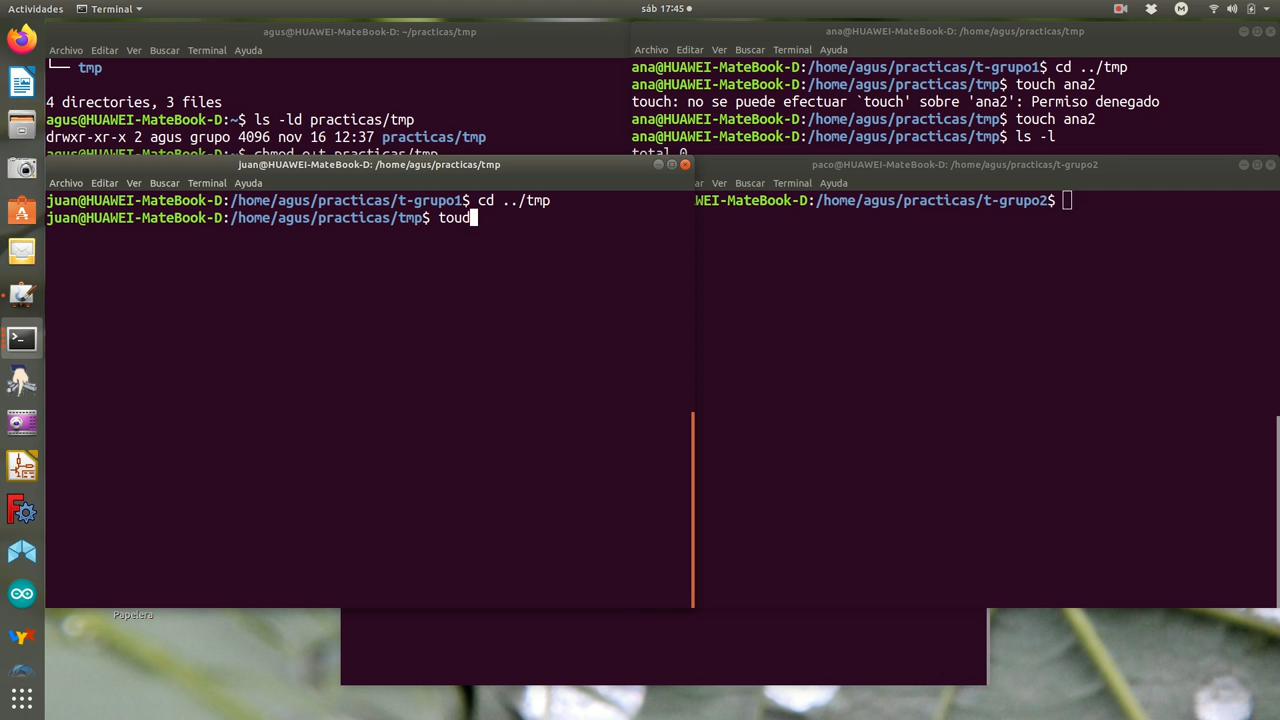 Actividades
Terminal
sáb 17:45
agus@HUAWEI-MateBook-D: ~/practicas/tmp
Archivo Editar Ver Buscar Terminal Ayuda
└── tmp
4 directories, 3 files
agus@HUAWEI-MateBook-D:~$ ls -ld practicas/tmp
drwxr-xr-x 2 agus grupo 4096 nov 16 12:37 practicas/tmp
ana@HUAWEI-MateBook-D: /home/agus/practicas/tmp
Archivo Editar Ver Buscar Terminal Ayuda
ana@HUAWEI-MateBook-D:/home/agus/practicas/t-grupo1$ cd ../tmp
ana@HUAWEI-MateBook-D:/home/agus/practicas/tmp$ touch ana2
touch: no se puede efectuar `touch' sobre 'ana2': Permiso denegado
ana@HUAWEI-MateBook-D:/home/agus/practicas/tmp$ touch ana2
ana@HUAWEI-MateBook-D:/home/agus/practicas/tmp$ ls -l
total 0
juan@HUAWEI-MateBook-D: /home/agus/practicas/tmp
Archivo Editar Ver Buscar Terminal Ayuda
juan@HUAWEI-MateBook-D:/home/agus/practicas/t-grupo1$ cd ../tmp
juan@HUAWEI-MateBook-D:/home/agus/practicas/tmp$ toud
paco@HUAWEI-MateBook-D: /home/agus/practicas/t-grupo2
ar Ver Buscar Terminal Ayuda
WEI-MateBook-D:/home/agus/practicas/t-grupo2$
Papelera